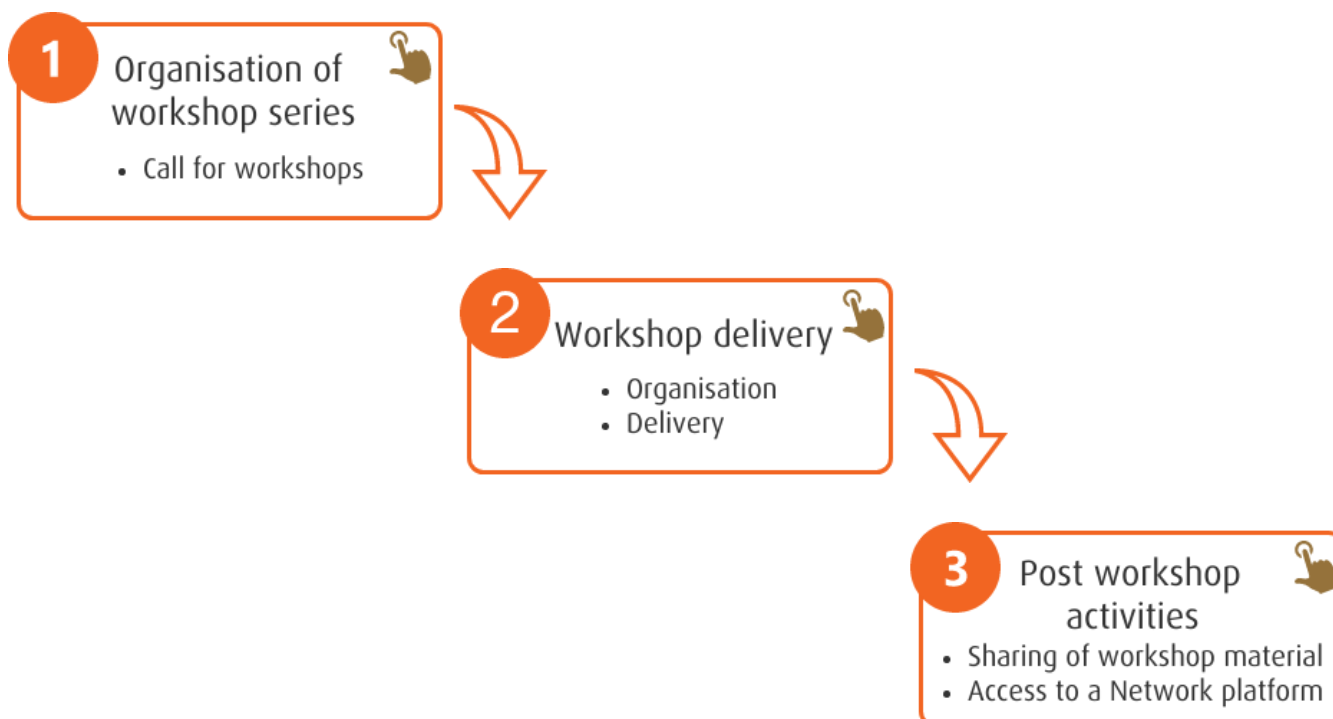 1
Organisation of
workshop series
• Call for workshops
2
Workshop delivery
• Organisation
• Delivery
3
Post workshop
activities
• Sharing of workshop material
• Access to a Network platform